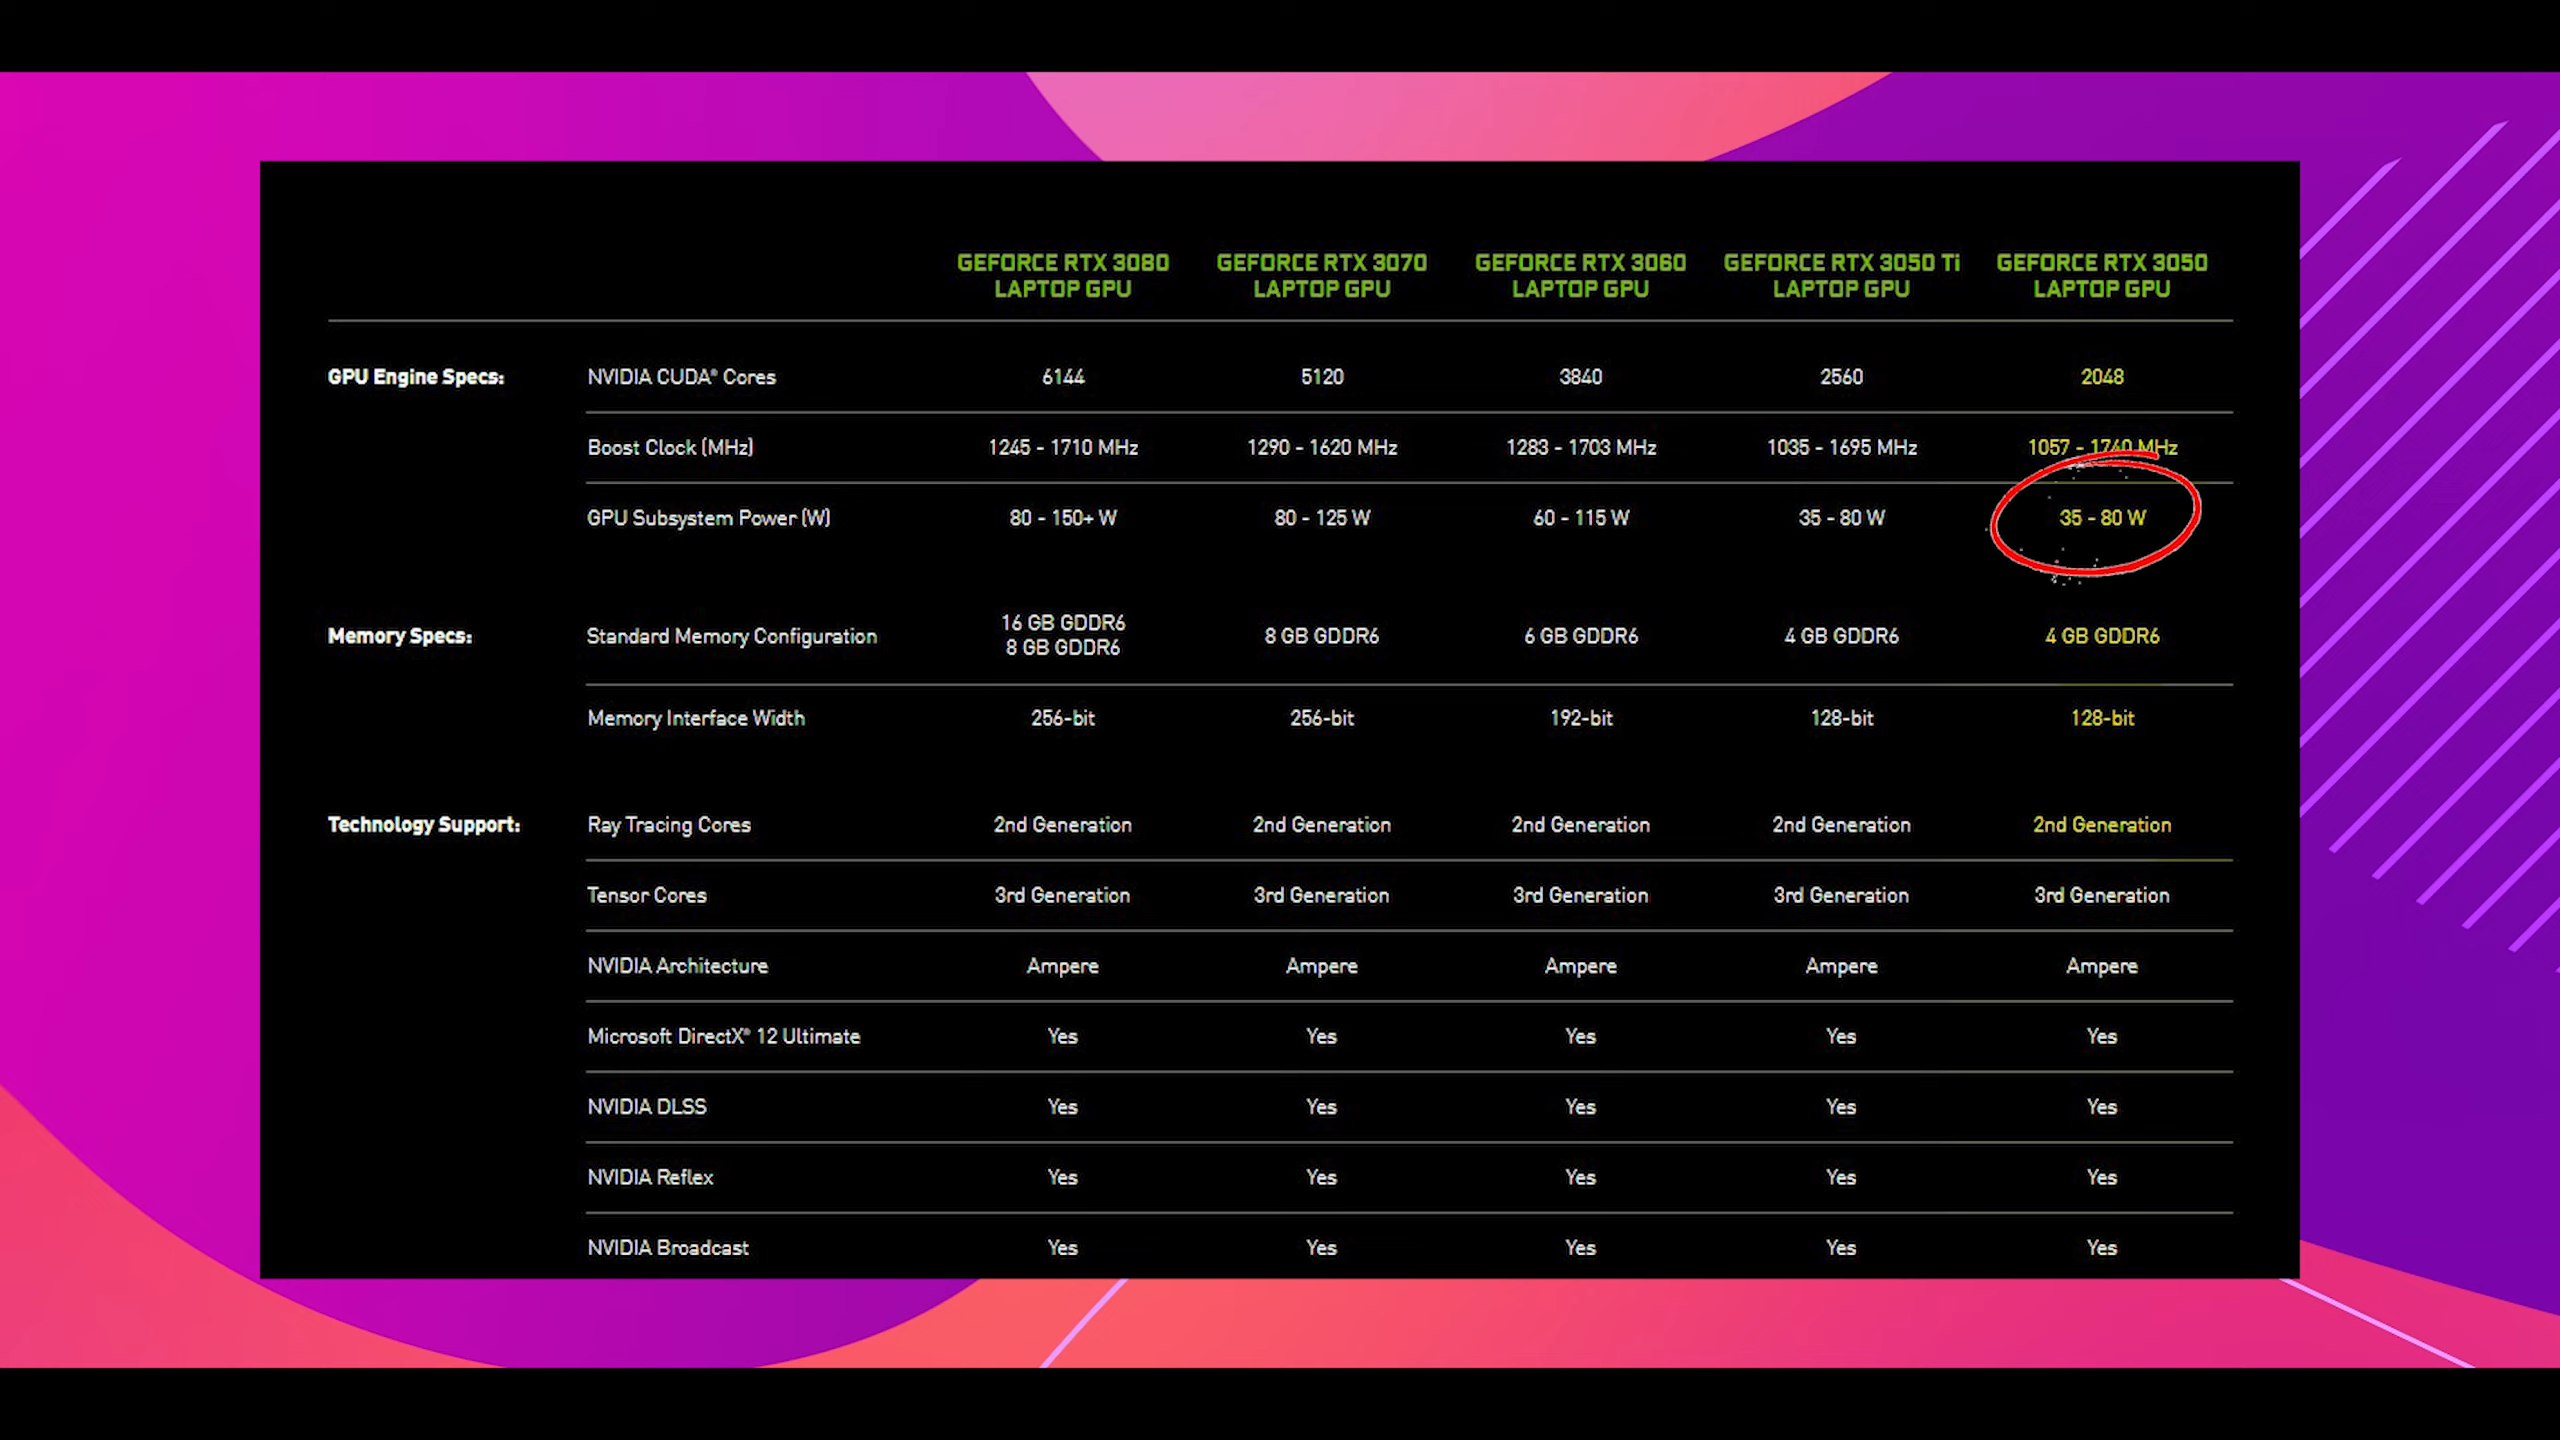 GEFORCE RTX 3080 LAPTOP GPU GEFORCE RTX 3070 LAPTOP GPU GEFORCE RTX 3060 LAPTOP GPU GEFORCE RTX 3050 Ti LAPTOP GPU GEFORCE RTX 3050 LAPTOP GPU
GPU Engine Specs: NVIDIA CUDA® Cores 6144 5120 3840 2560 2048
Boost Clock (MHz) 1245 - 1710 MHz 1290 - 1620 MHz 1283 - 1703 MHz 1035 - 1695 MHz 1057 - 1740 MHz
GPU Subsystem Power (W) 80 - 150+ W 80 - 125 W 60 - 115 W 35 - 80 W 35 - 80 W
Memory Specs: Standard Memory Configuration 16 GB GDDR6 8 GB GDDR6 8 GB GDDR6 6 GB GDDR6 4 GB GDDR6 4 GB GDDR6
Memory Interface Width 256-bit 256-bit 192-bit 128-bit 128-bit
Technology Support: Ray Tracing Cores 2nd Generation 2nd Generation 2nd Generation 2nd Generation 2nd Generation
Tensor Cores 3rd Generation 3rd Generation 3rd Generation 3rd Generation 3rd Generation
NVIDIA Architecture Ampere Ampere Ampere Ampere Ampere
Microsoft DirectX® 12 Ultimate Yes Yes Yes Yes Yes
NVIDIA DLSS Yes Yes Yes Yes Yes
NVIDIA Reflex Yes Yes Yes Yes Yes
NVIDIA Broadcast Yes Yes Yes Yes Yes